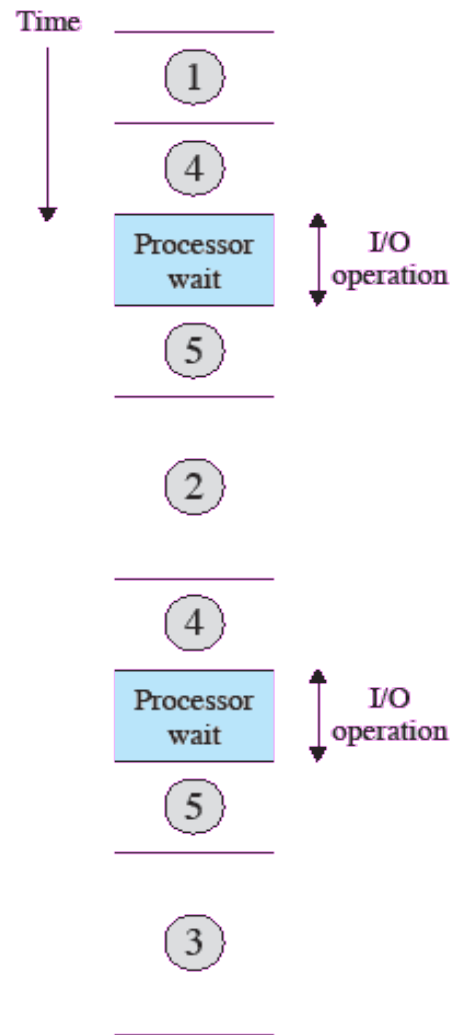 Time
1
4
Processor
wait
I/O
operation
5
2
4
Processor
wait
I/O
operation
5
3